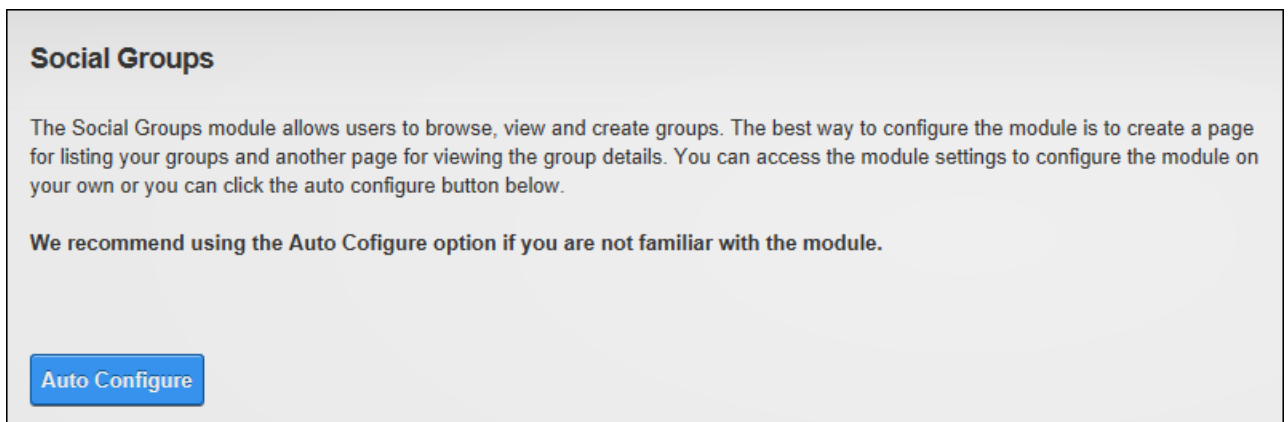 Social Groups
The Social Groups module allows users to browse, view and create groups. The best way to configure the module is to create a page
for listing your groups and another page for viewing the group details. You can access the module settings to configure the module on
your own or you can click the auto configure button below.
We recommend using the Auto Cofigure option if you are not familiar with the module.
Auto Configure